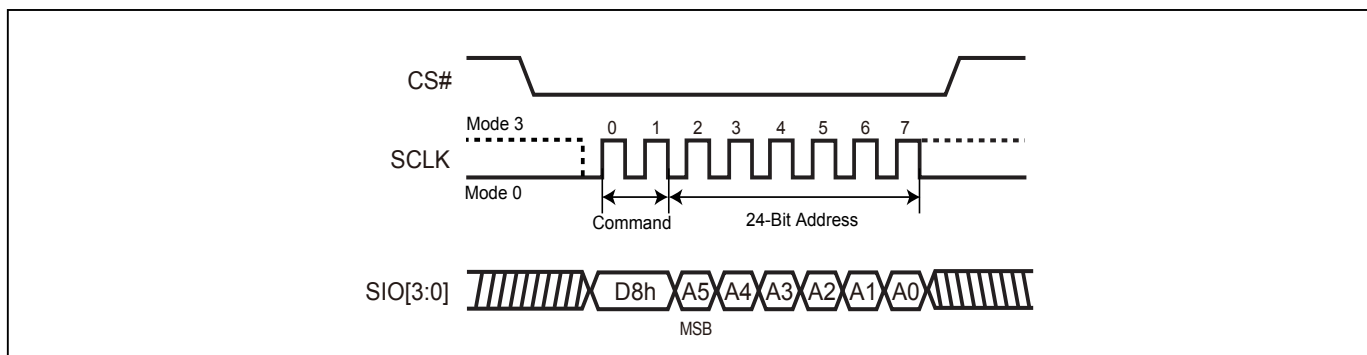 CS#
Mode 3
0 1 2 3 4 5 6 7
SCLK
Mode 0
Command
24-Bit Address
SIO[3:0]
D8h A5 A4 A3 A2 A1 A0
MSB